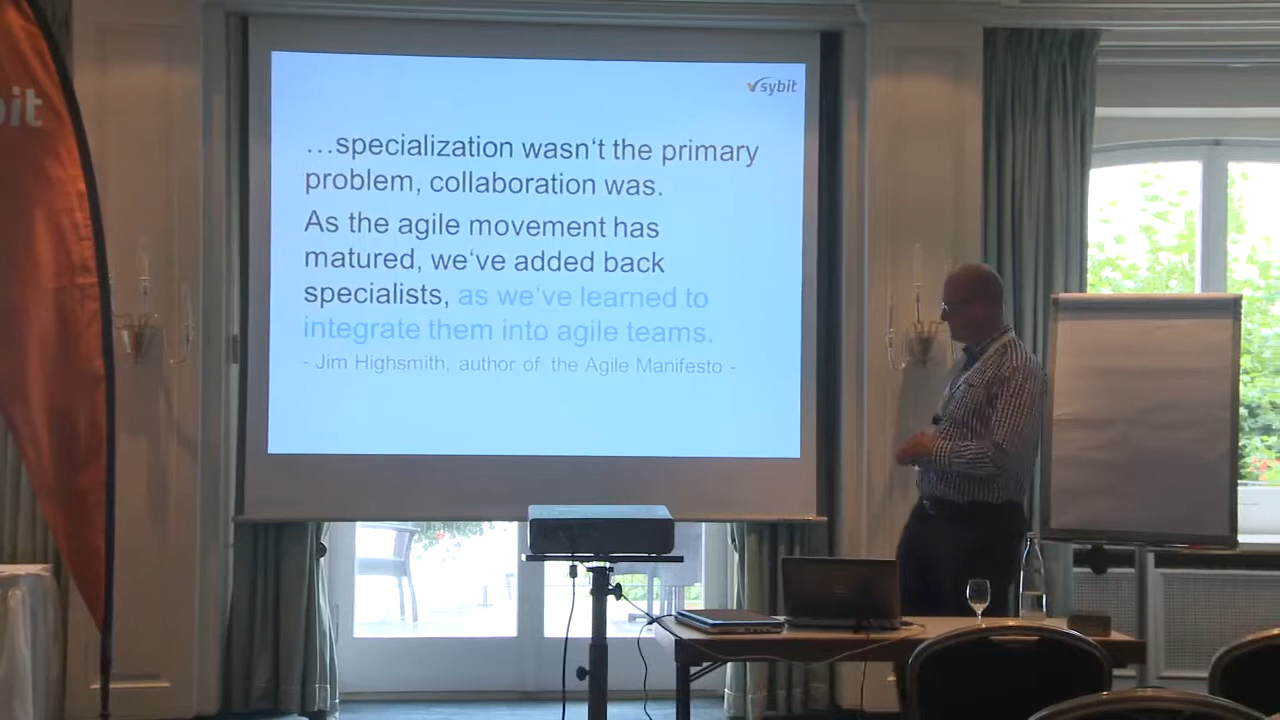 sybit
…specialization wasn‘t the primary
problem, collaboration was.
As the agile movement has
matured, we‘ve added back
specialists, as we‘ve learned to
integrate them into agile teams.
- Jim Highsmith, author of the Agile Manifesto -
bit